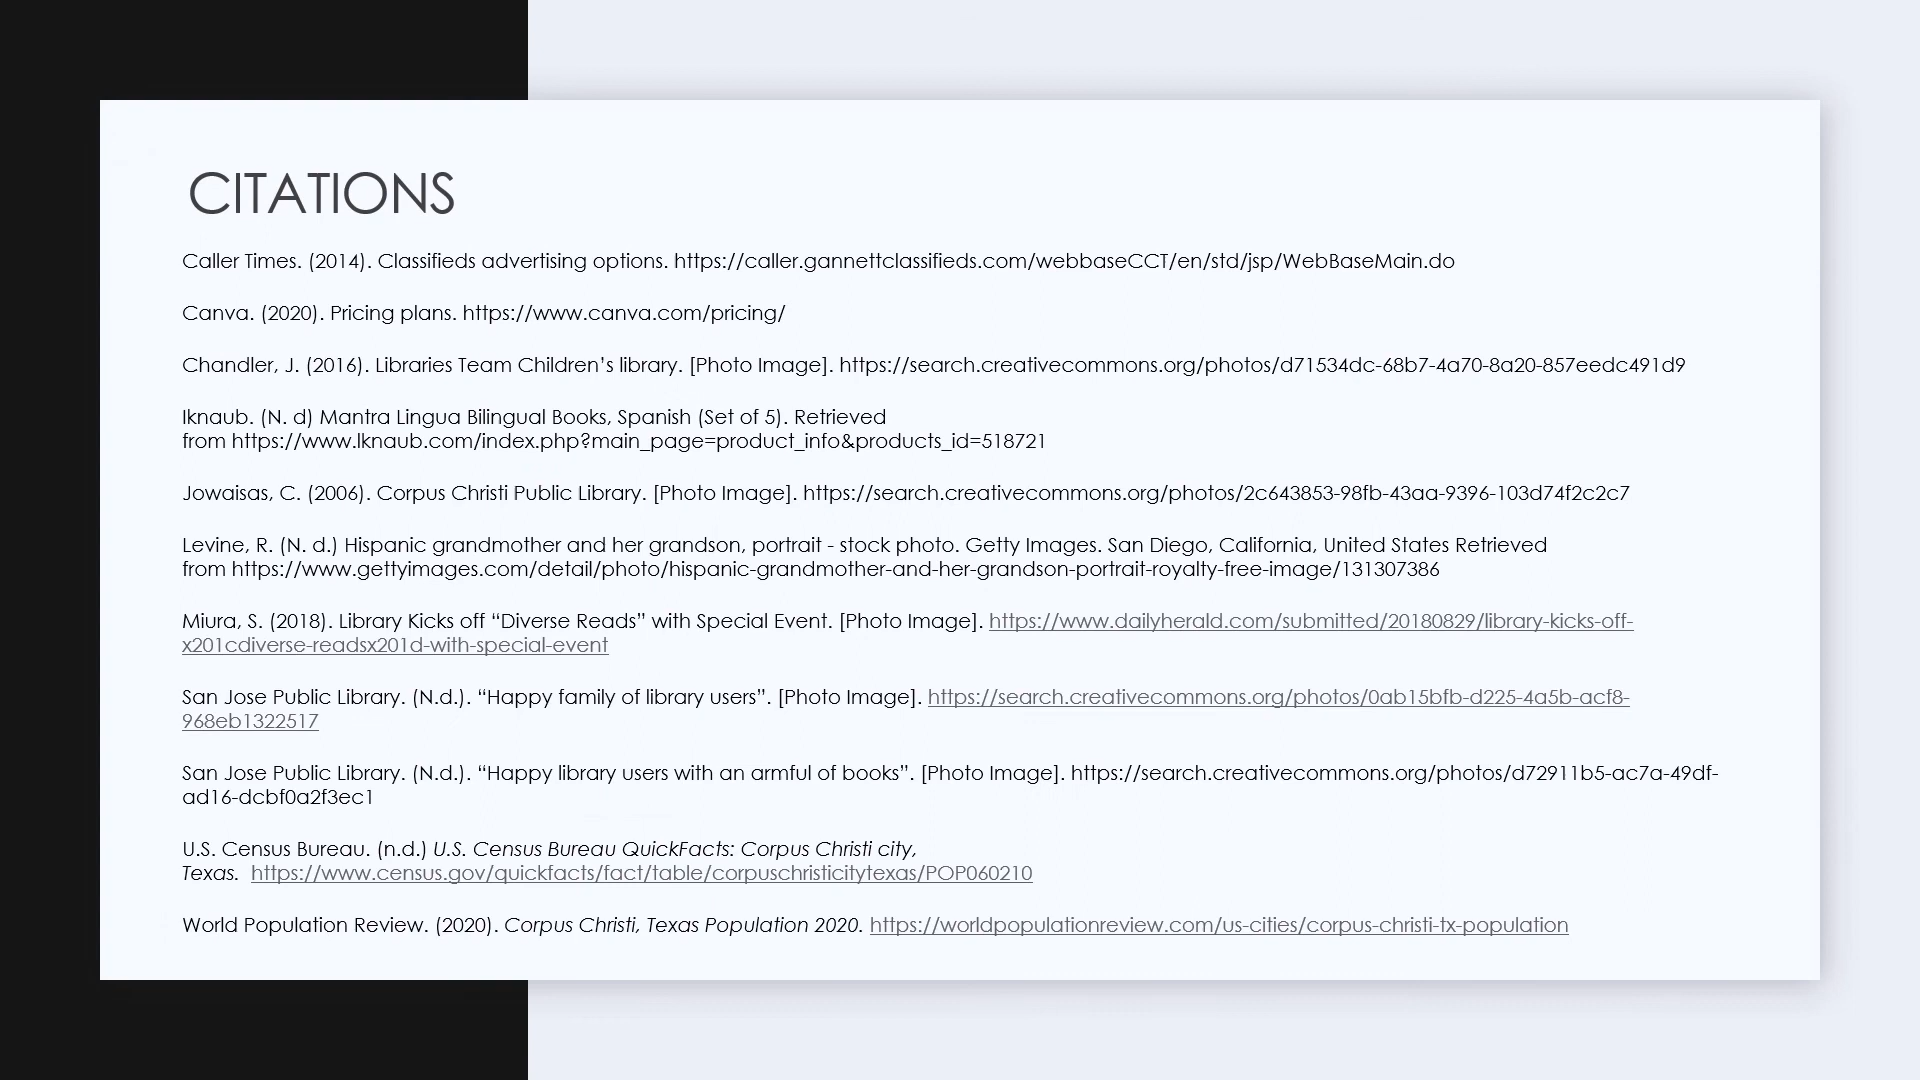 CITATIONS
Caller Times. (2014). Classifieds advertising options. https://caller.gannettclassifieds.com/webbaseCCT/en/std/jsp/WebBaseMain.do
Canva. (2020). Pricing plans. https://www.canva.com/pricing/
Chandler, J. (2016). Libraries Team Children’s library. [Photo Image]. https://search.creativecommons.org/photos/d71534dc-68b7-4a70-8a20-857eedc491d9
lknaub. (N. d) Mantra Lingua Bilingual Books, Spanish (Set of 5). Retrieved
from https://www.lknaub.com/index.php?main_page=product_info&products_id=518721
Jowaisas, C. (2006). Corpus Christi Public Library. [Photo Image]. https://search.creativecommons.org/photos/2c643853-98fb-43aa-9396-103d74f2c2c7
Levine, R. (N. d.) Hispanic grandmother and her grandson, portrait - stock photo. Getty Images. San Diego, California, United States Retrieved
from https://www.gettyimages.com/detail/photo/hispanic-grandmother-and-her-grandson-portrait-royalty-free-image/131307386
Miura, S. (2018). Library Kicks off “Diverse Reads” with Special Event. [Photo Image]. https://www.dailyherald.com/submitted/20180829/library-kicks-off-
x201cdiverse-readsx201d-with-special-event
San Jose Public Library. (N.d.). “Happy family of library users”. [Photo Image]. https://search.creativecommons.org/photos/0ab15bfb-d225-4a5b-acf8-
968eb1322517
San Jose Public Library. (N.d.). “Happy library users with an armful of books”. [Photo Image]. https://search.creativecommons.org/photos/d72911b5-ac7a-49df-
ad16-dcbf0a2f3ec1
U.S. Census Bureau. (n.d.) U.S. Census Bureau QuickFacts: Corpus Christi city,
Texas. https://www.census.gov/quickfacts/fact/table/corpuschristicitytexas/POP060210
World Population Review. (2020). Corpus Christi, Texas Population 2020. https://worldpopulationreview.com/us-cities/corpus-christi-tx-population